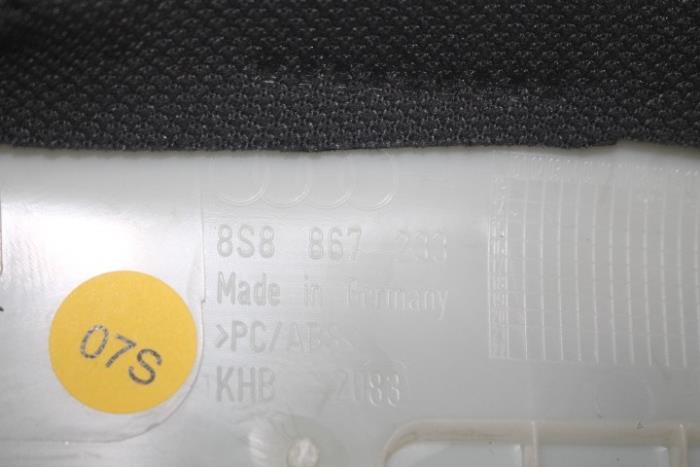 8S8 867 233
Made in Germany
>PC/ABS
KHB 2083
07S